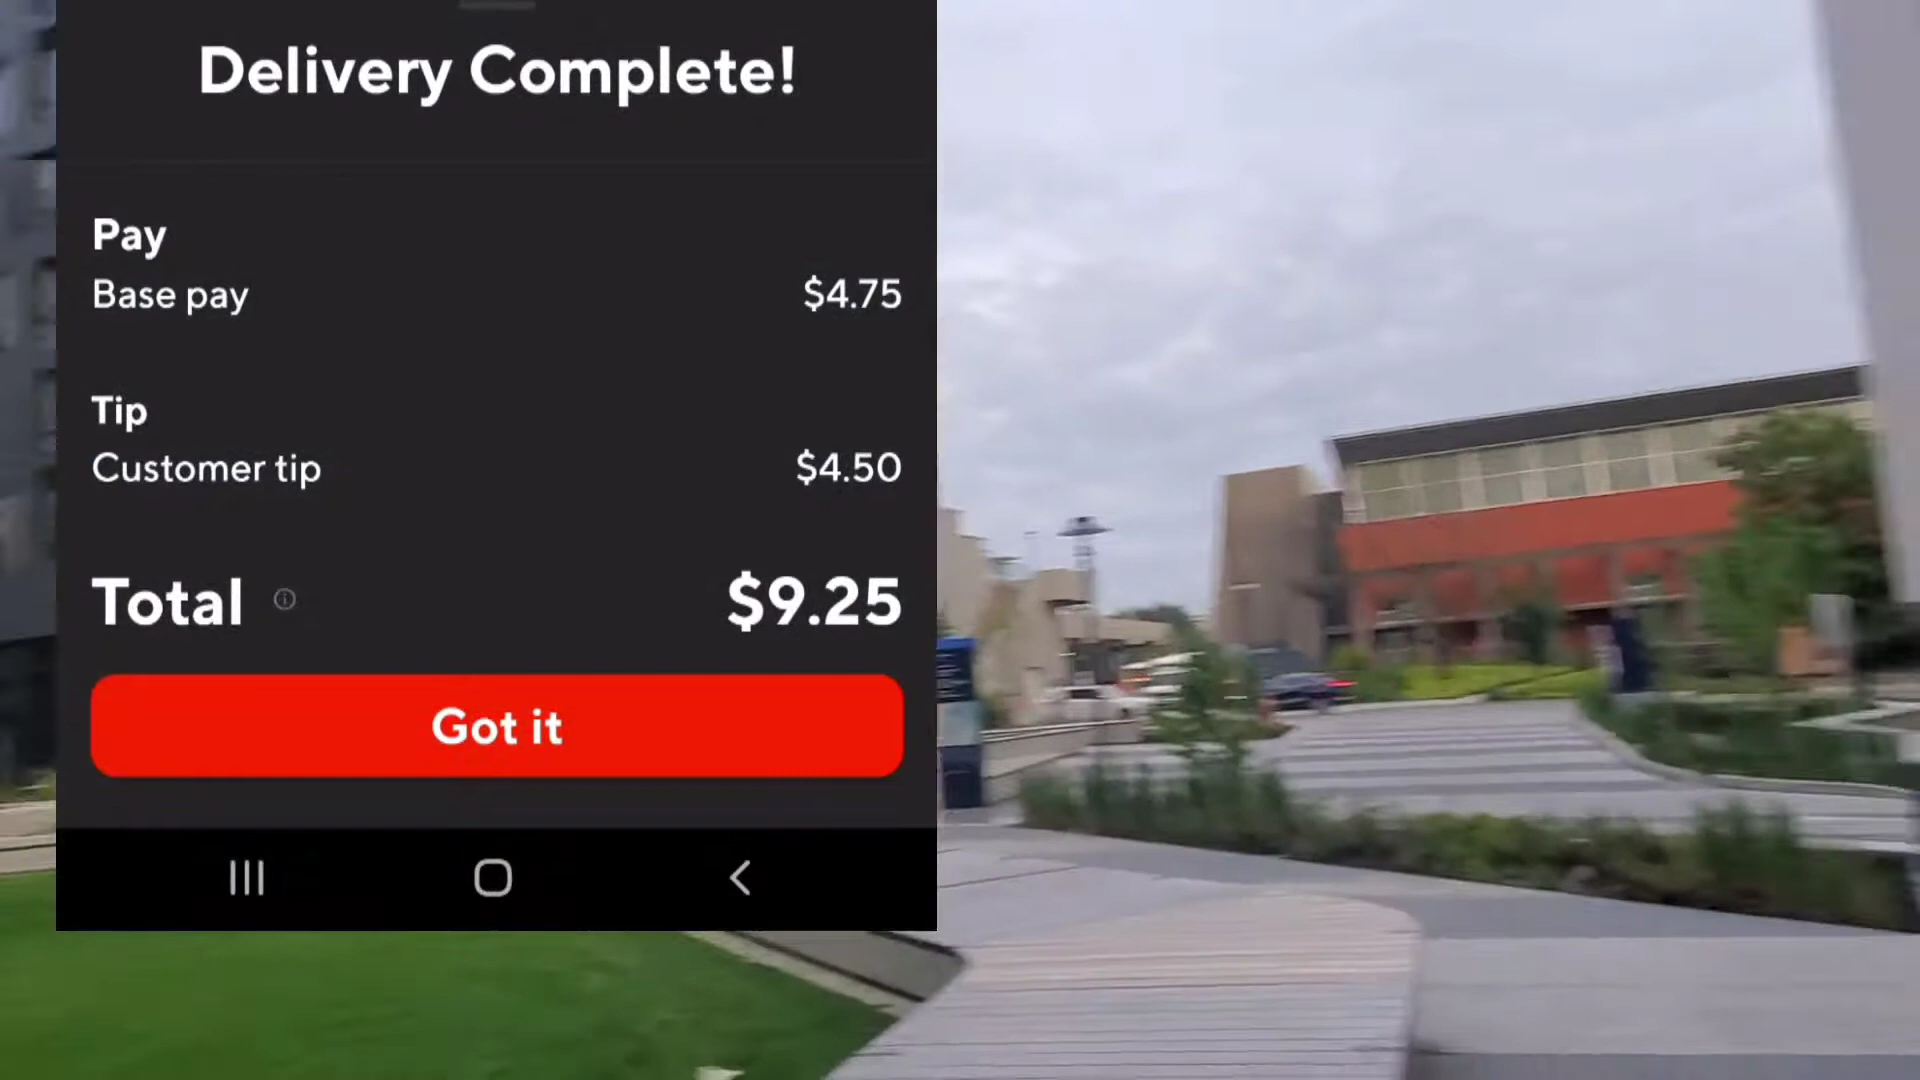 Delivery Complete!
Pay
Base pay $4.75
Tip
Customer tip $4.50
Total $9.25
Got it